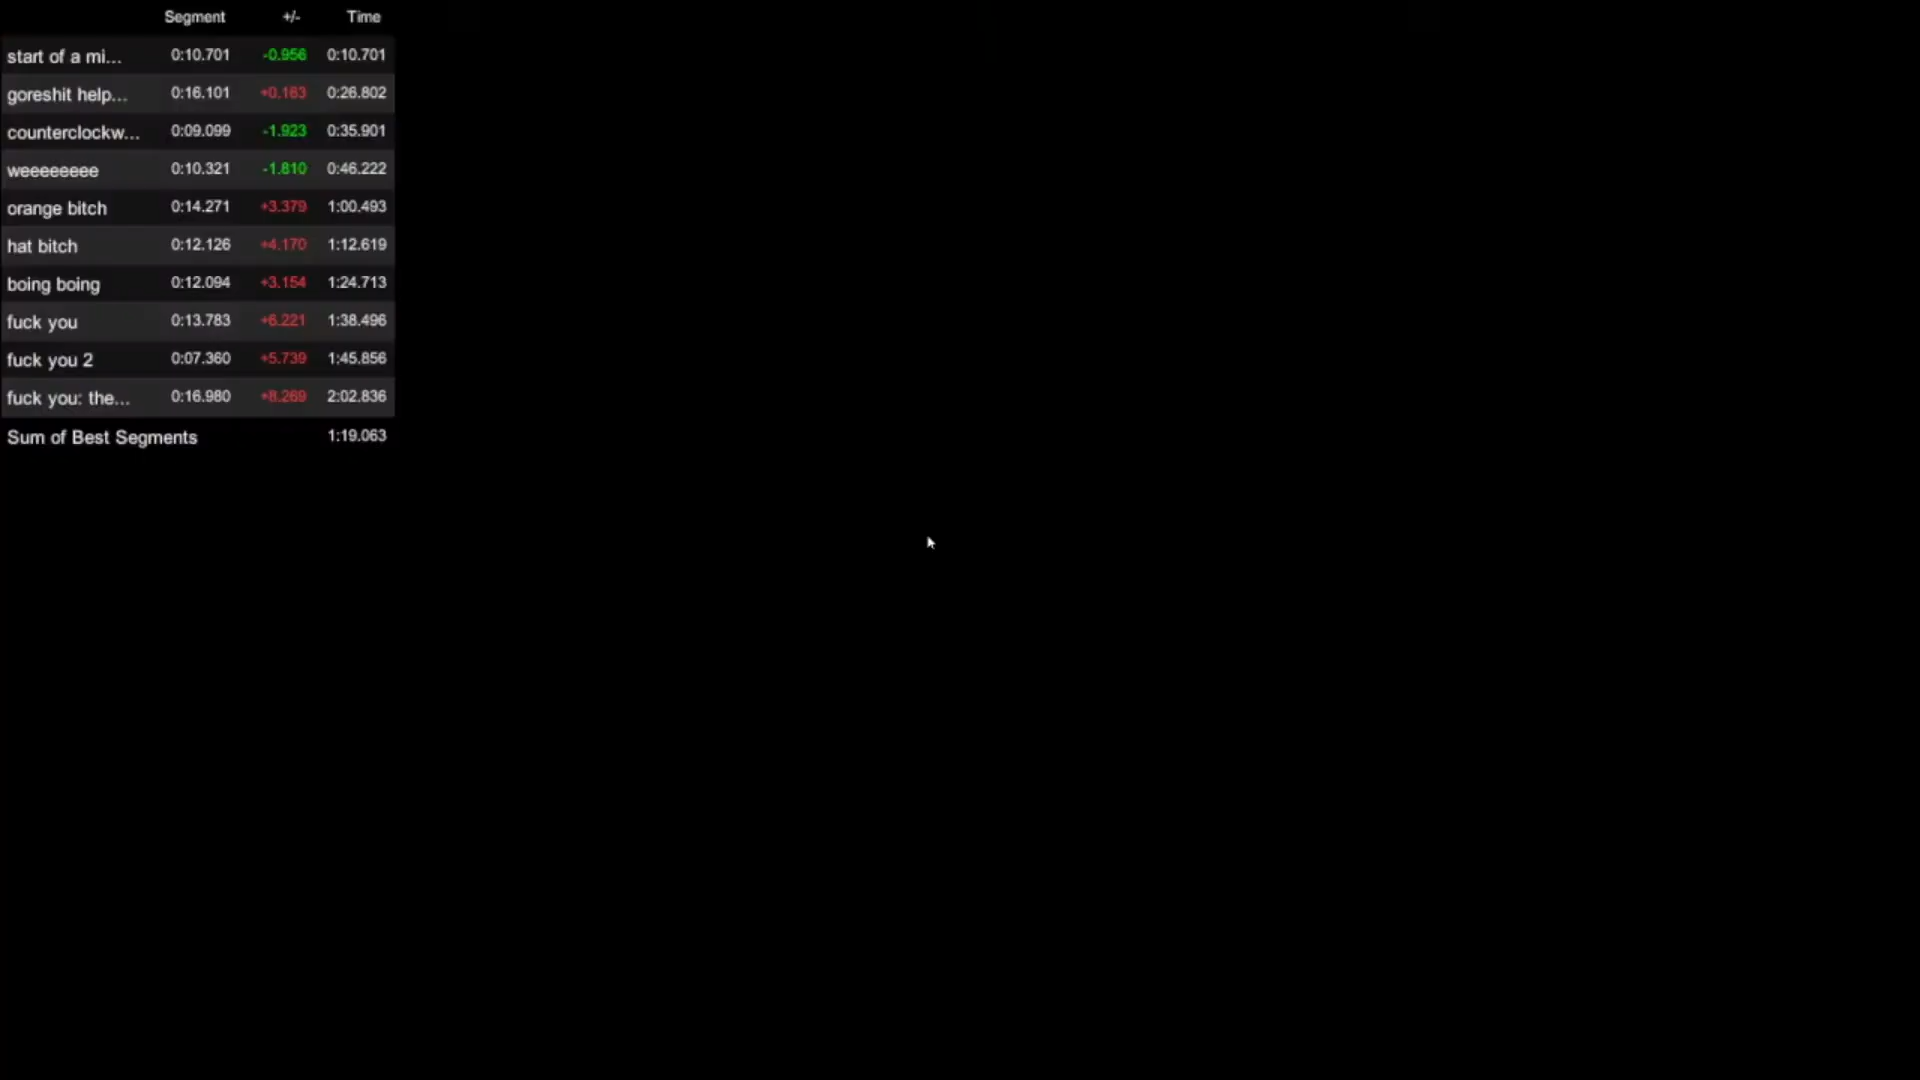 Segment +/- Time
start of a mi... 0:10.701 -0.956 0:10.701
goreshit help... 0:16.101 +0.163 0:26.802
counterclockw... 0:09.099 -1.923 0:35.901
weeeeeeee 0:10.321 -1.810 0:46.222
orange bitch 0:14.271 +3.379 1:00.493
hat bitch 0:12.126 +4.170 1:12.619
boing boing 0:12.094 +3.154 1:24.713
fuck you 0:13.783 +6.221 1:38.496
fuck you 2 0:07.360 +5.739 1:45.856
fuck you: the... 0:16.980 +8.269 2:02.836
Sum of Best Segments 1:19.063